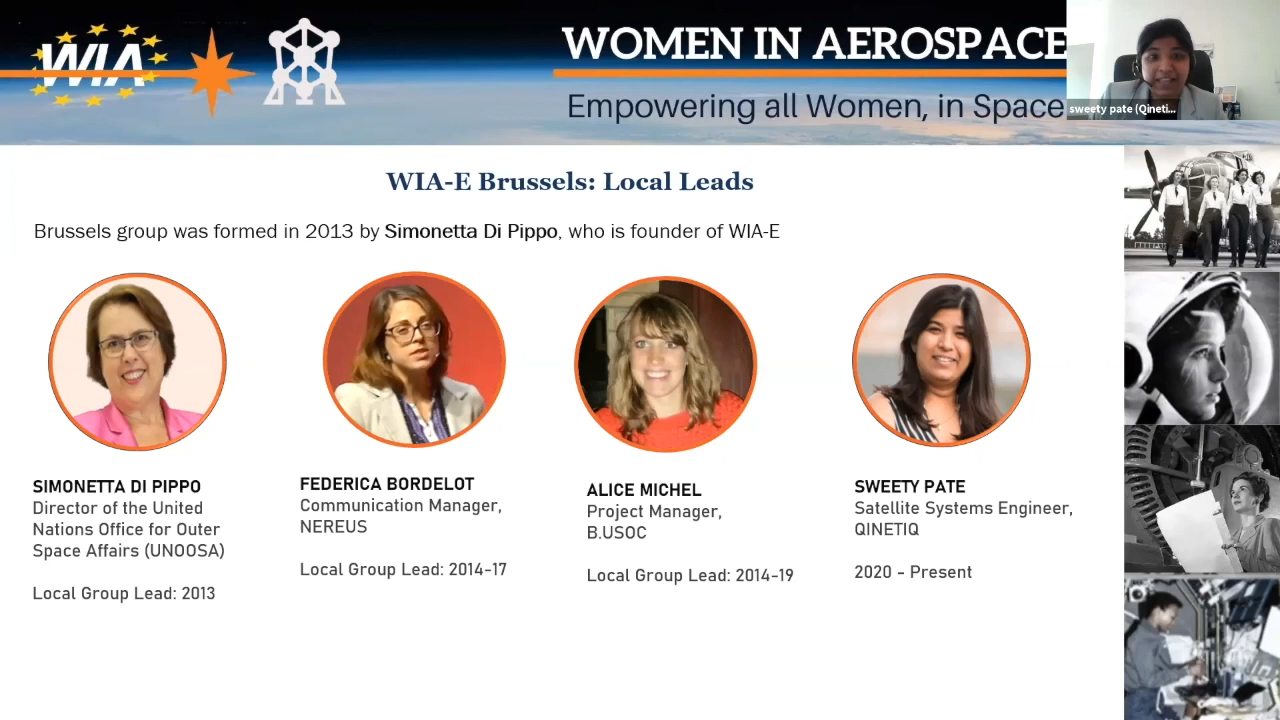 WIA
WOMEN IN AEROSPACE
Empowering all Women, in Space
sweety pate (Qineti...
WIA-E Brussels: Local Leads
Brussels group was formed in 2013 by Simonetta Di Pippo, who is founder of WIA-E
SIMONETTA DI PIPPO
Director of the United
Nations Office for Outer
Space Affairs (UNOOSA)
Local Group Lead: 2013
FEDERICA BORDELOT
Communication Manager,
NEREUS
Local Group Lead: 2014-17
ALICE MICHEL
Project Manager,
B.USOC
Local Group Lead: 2014-19
SWEETY PATE
Satellite Systems Engineer,
QINETIQ
2020 - Present